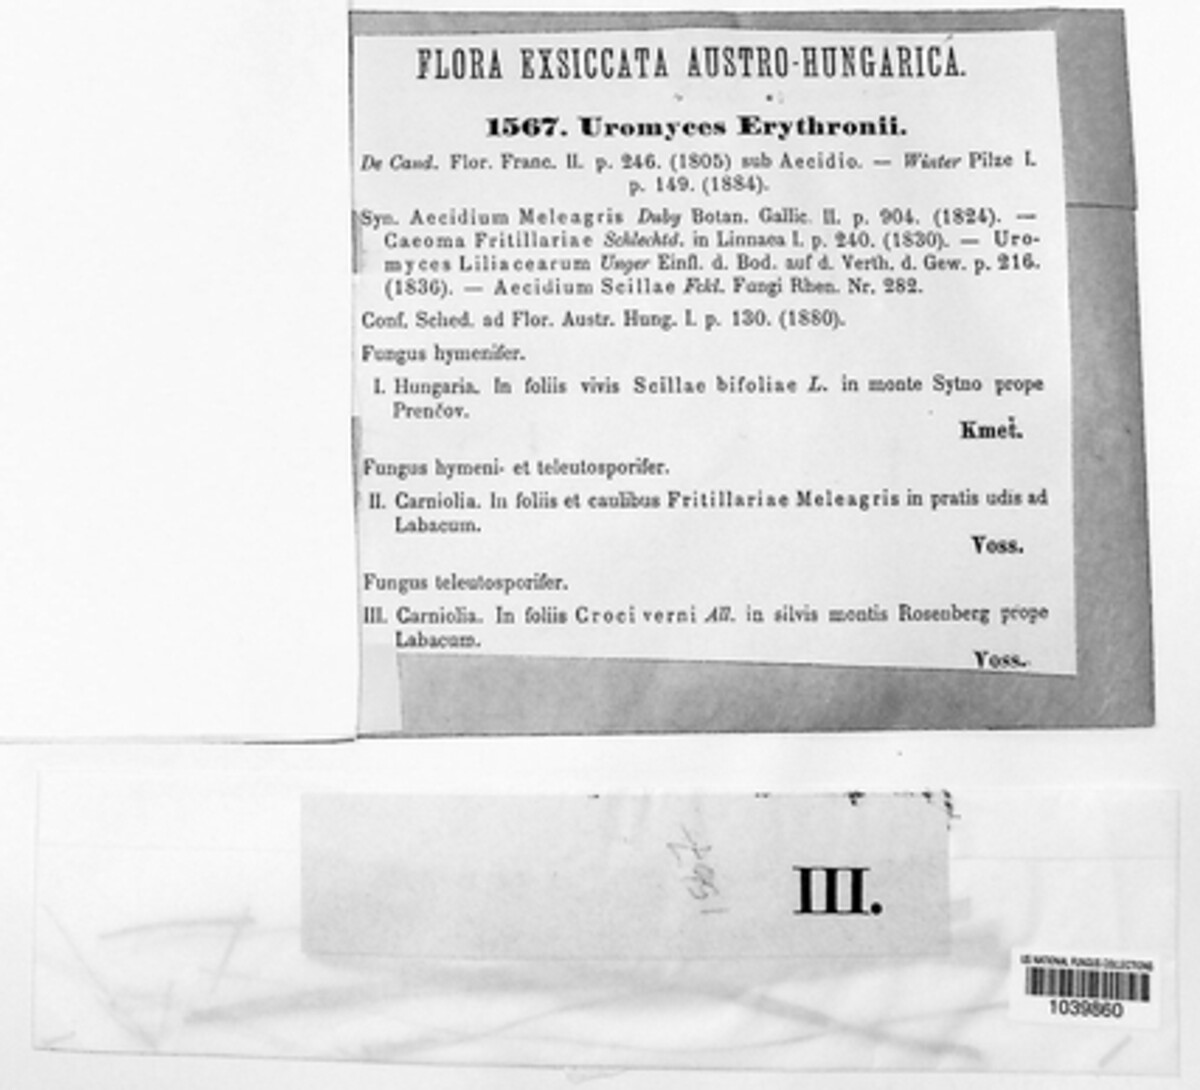 FLORA EXSICCATA AUSTRO-HUNGARICA.
1567. Uromyces Erythronii.
De Cand. Flor. Franc. II. p. 246. (1805) sub Aecidio. — Winter Pilze I.
p. 149. (1884).
Syn. Aecidium Meleagris Duby Botan. Gallic. II. p. 904. (1824). —
Caeoma Fritillariae Schlechtd. in Linnaea I. p. 240. (1830). — Uro-
myces Liliacearum Unger Einfl. d. Bod. auf d. Verth. d. Gew. p. 216.
(1836). — Aecidium Scillae Fckl. Fungi Rhen. Nr. 282.
Conf. Sched. ad Flor. Austr. Hung. I. p. 130. (1880).
Fungus hymenifer.
I. Hungaria. In foliis vivis Scillae bifoliae L. in monte Sytno prope
Prenčov.
Kmeť.
Fungus hymeni- et teleutosporifer.
II. Carniolia. In foliis et caulibus Fritillariae Meleagris in pratis udis ad
Labacum.
Voss.
Fungus teleutosporifer.
III. Carniolia. In foliis Croci verni All. in silvis montis Rosenberg prope
Labacum.
Voss.
1567
III.
US NATIONAL FUNGUS COLLECTIONS
1039860